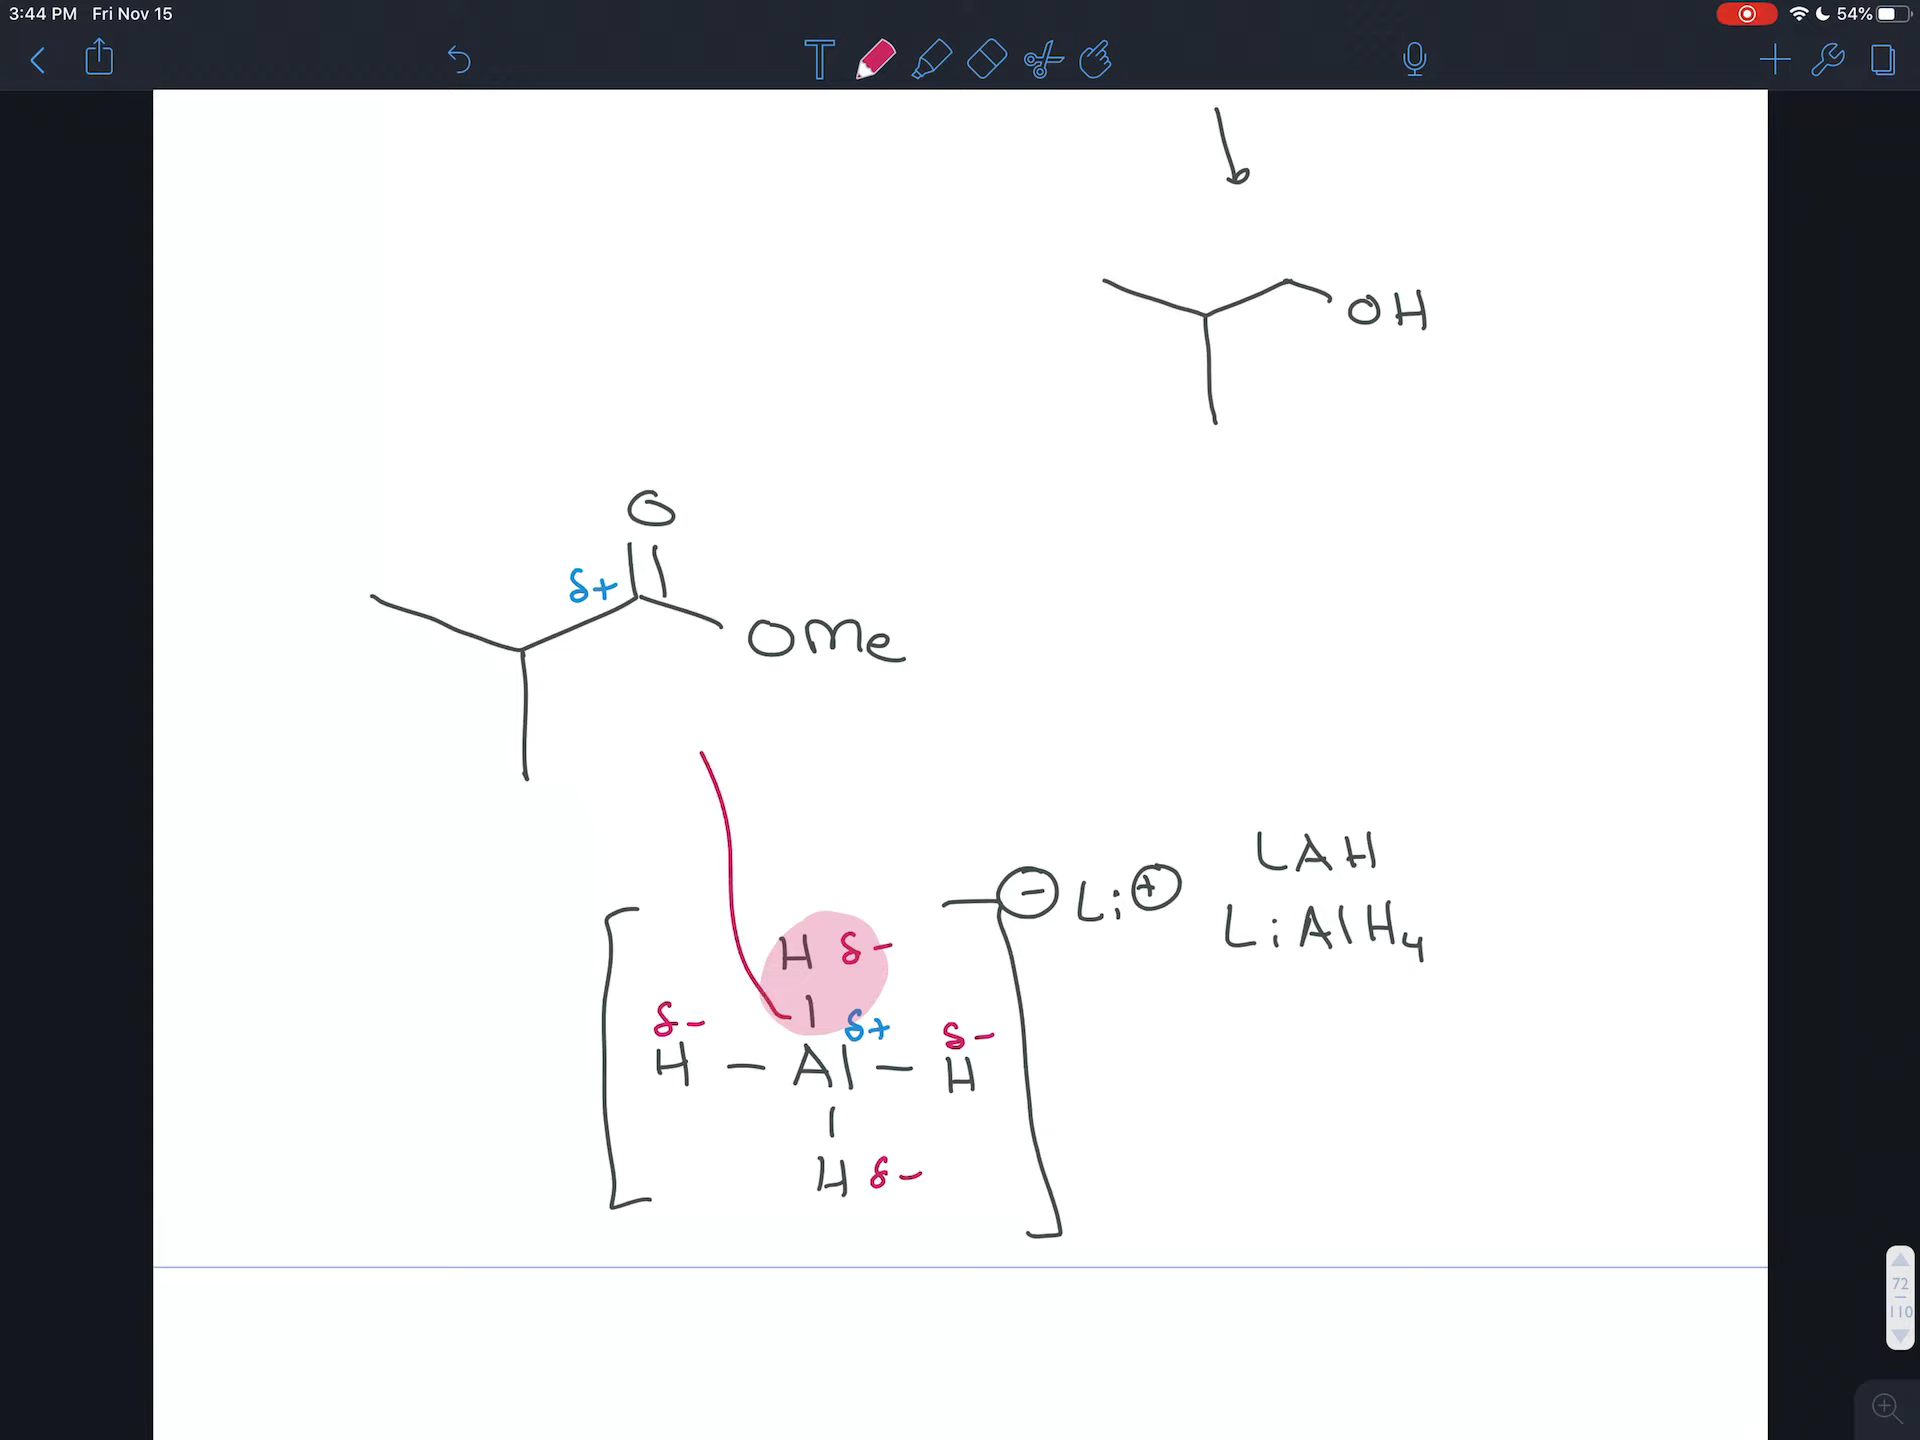 3:44 PM Fri Nov 15
54%
T
OH
O
δ+
OMe
LAH
− Li +
LiAlH4
H δ−
δ− δ+ δ−
H − Al − H
H δ−
72
110